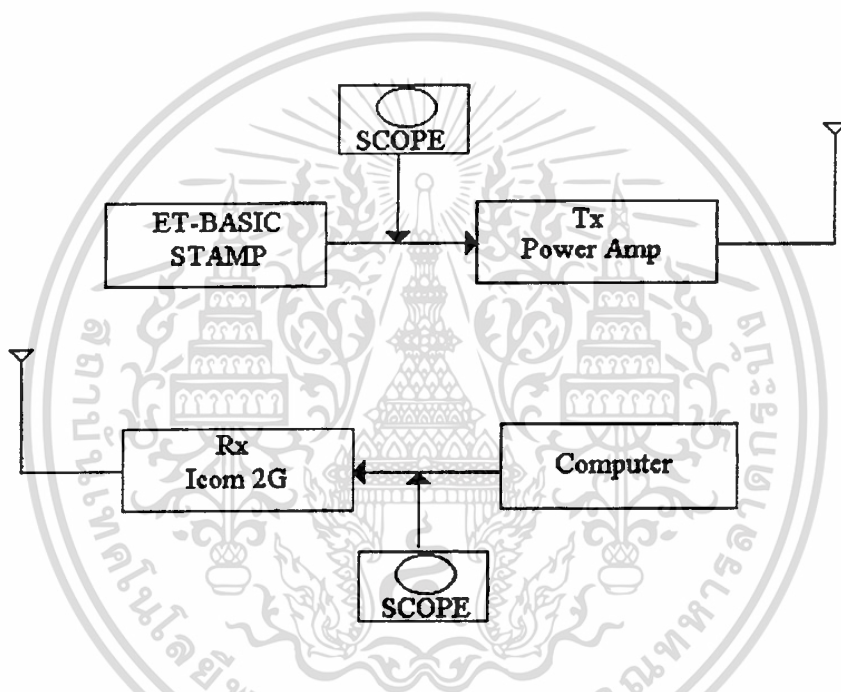 SCOPE
ET-BASIC
STAMP
Tx
Power Amp
Rx
Icom 2G
Computer
SCOPE